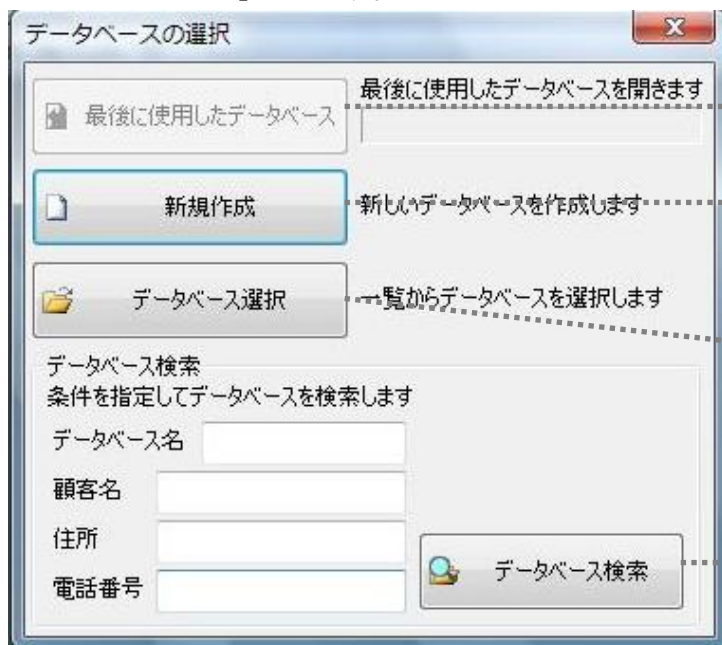 データベースの選択
最後に使用したデータベース
最後に使用したデータベースを開きます
新規作成
新しいデータベースを作成します
データベース選択
一覧からデータベースを選択します
データベース検索
条件を指定してデータベースを検索します
データベース名
顧客名
住所
電話番号
データベース検索